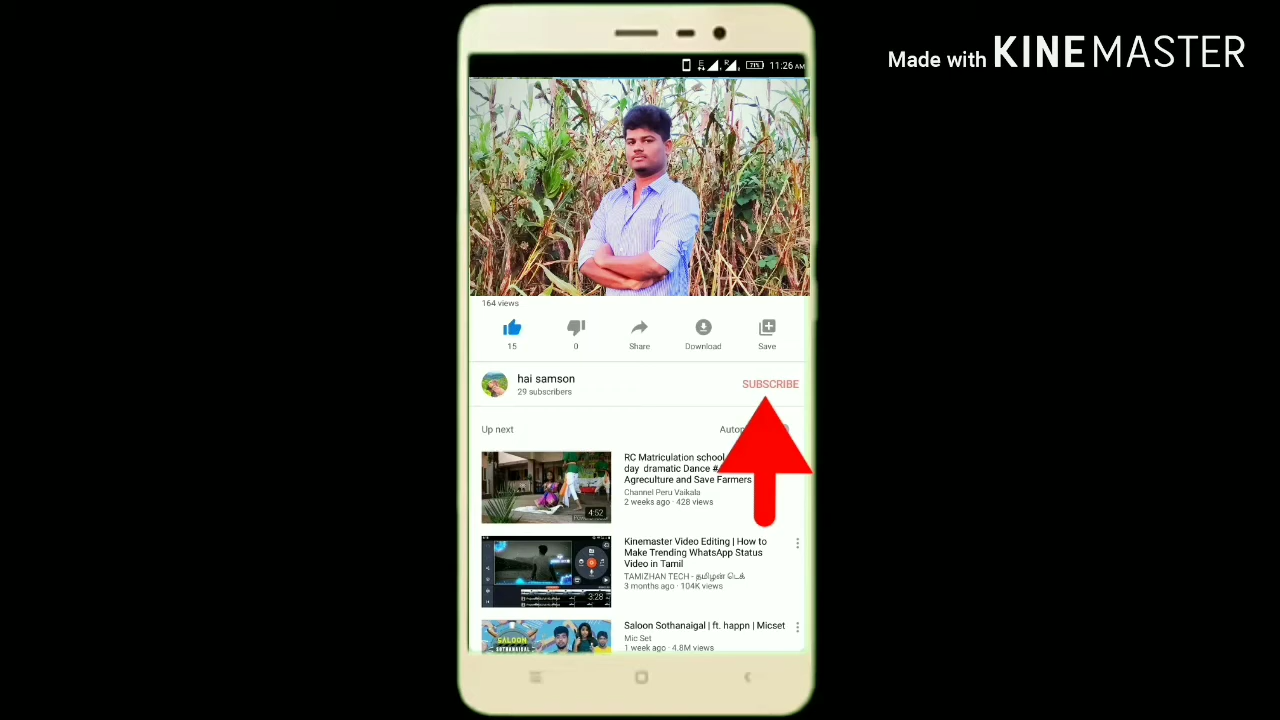 Made with KINEMASTER
11:26 AM
164 views
15
0
Share
Download
Save
hai samson
29 subscribers
SUBSCRIBE
Up next
RC Matriculation school
day dramatic Dance
Agreculture and Save Farmers
Channel Peru Vaikala
2 weeks ago · 428 views
4:52
Kinemaster Video Editing | How to
Make Trending WhatsApp Status
Video in Tamil
TAMIZHAN TECH - தமிழன் டெக்
3 months ago · 104K views
3:28
Saloon Sothanaigal | ft. happn | Micset
Mic Set
1 week ago · 4.8M views
SALOON
SOTHANAIGAL